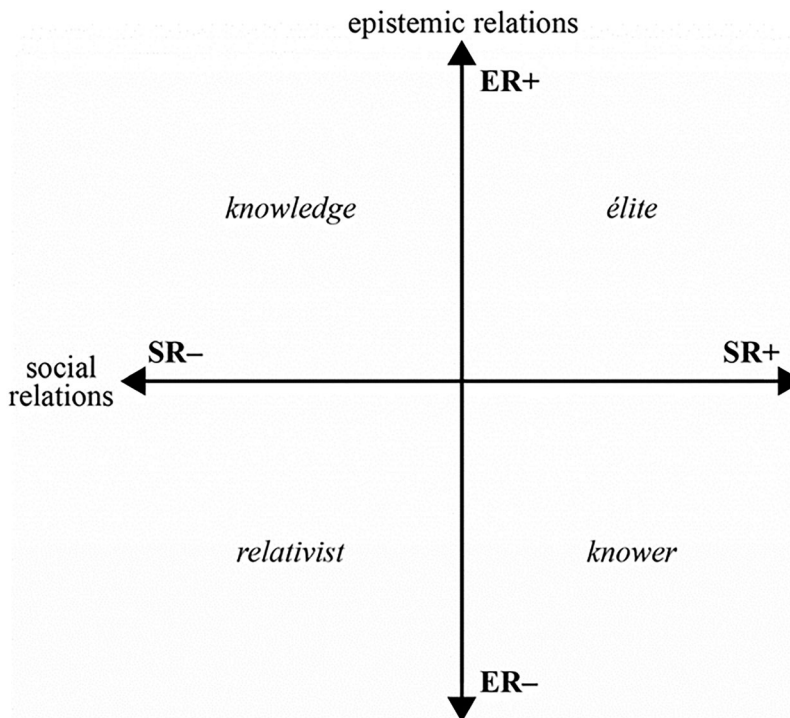 epistemic relations
ER+
knowledge
élite
SR–
SR+
social
relations
relativist
knower
ER–